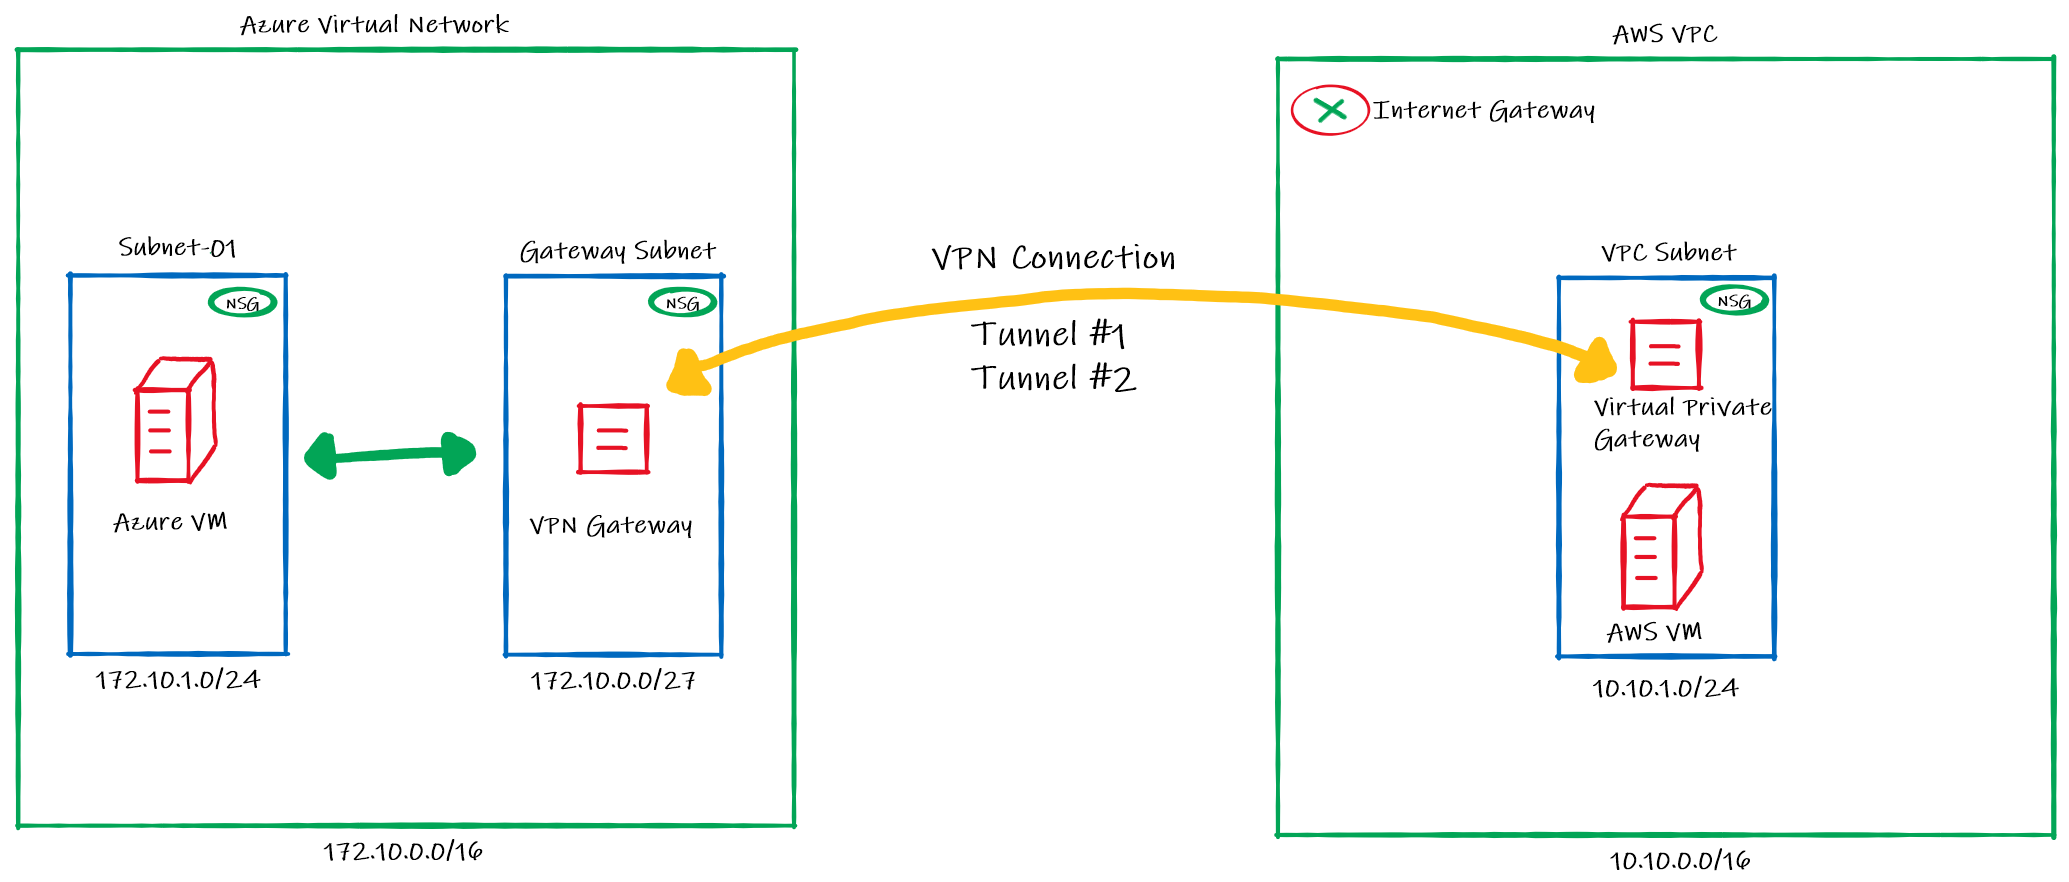 Azure Virtual Network
AWS VPC
Internet Gateway
Subnet-01
Gateway Subnet
VPN Connection
VPC Subnet
NSG
NSG
NSG
Tunnel #1
Tunnel #2
Virtual Private
Gateway
Azure VM
VPN Gateway
AWS VM
172.10.1.0/24
172.10.0.0/27
10.10.1.0/24
172.10.0.0/16
10.10.0.0/16